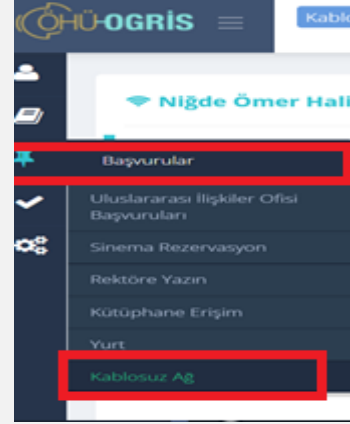 ÖHÜ-OGRİS
Kablo
Niğde Ömer Hali
Başvurular
Uluslararası İlişkiler Ofisi
Başvuruları
Sinema Rezervasyon
Rektöre Yazın
Kütüphane Erişim
Yurt
Kablosuz Ağ